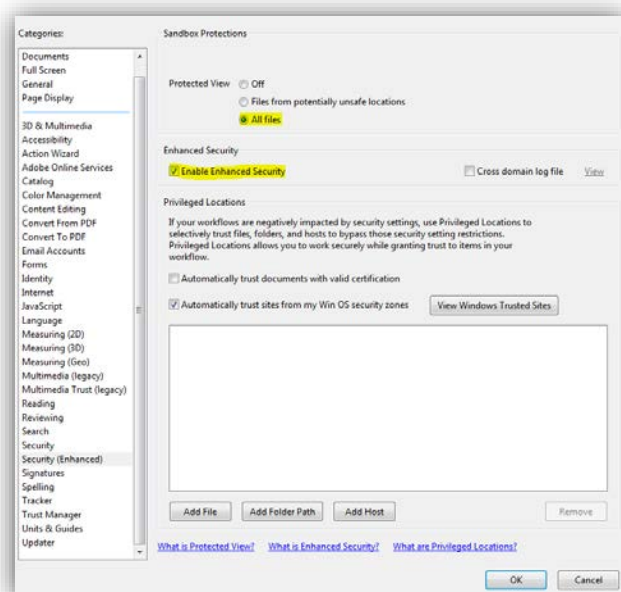 Categories:
Documents
Full Screen
General
Page Display
3D & Multimedia
Accessibility
Action Wizard
Adobe Online Services
Catalog
Color Management
Content Editing
Convert From PDF
Convert To PDF
Email Accounts
Forms
Identity
Internet
JavaScript
Language
Measuring (2D)
Measuring (3D)
Measuring (Geo)
Multimedia (legacy)
Multimedia Trust (legacy)
Reading
Reviewing
Search
Security
Security (Enhanced)
Signatures
Spelling
Tracker
Trust Manager
Units & Guides
Updater
Sandbox Protections
Protected View Off
Files from potentially unsafe locations
All files
Enhanced Security
Enable Enhanced Security Cross domain log file View
Privileged Locations
If your workflows are negatively impacted by security settings, use Privileged Locations to
selectively trust files, folders, and hosts to bypass those security setting restrictions.
Privileged Locations allows you to work securely while granting trust to items in your
workflow.
Automatically trust documents with valid certification
Automatically trust sites from my Win OS security zones View Windows Trusted Sites
Add File Add Folder Path Add Host Remove
What is Protected View? What is Enhanced Security? What are Privileged Locations?
OK Cancel